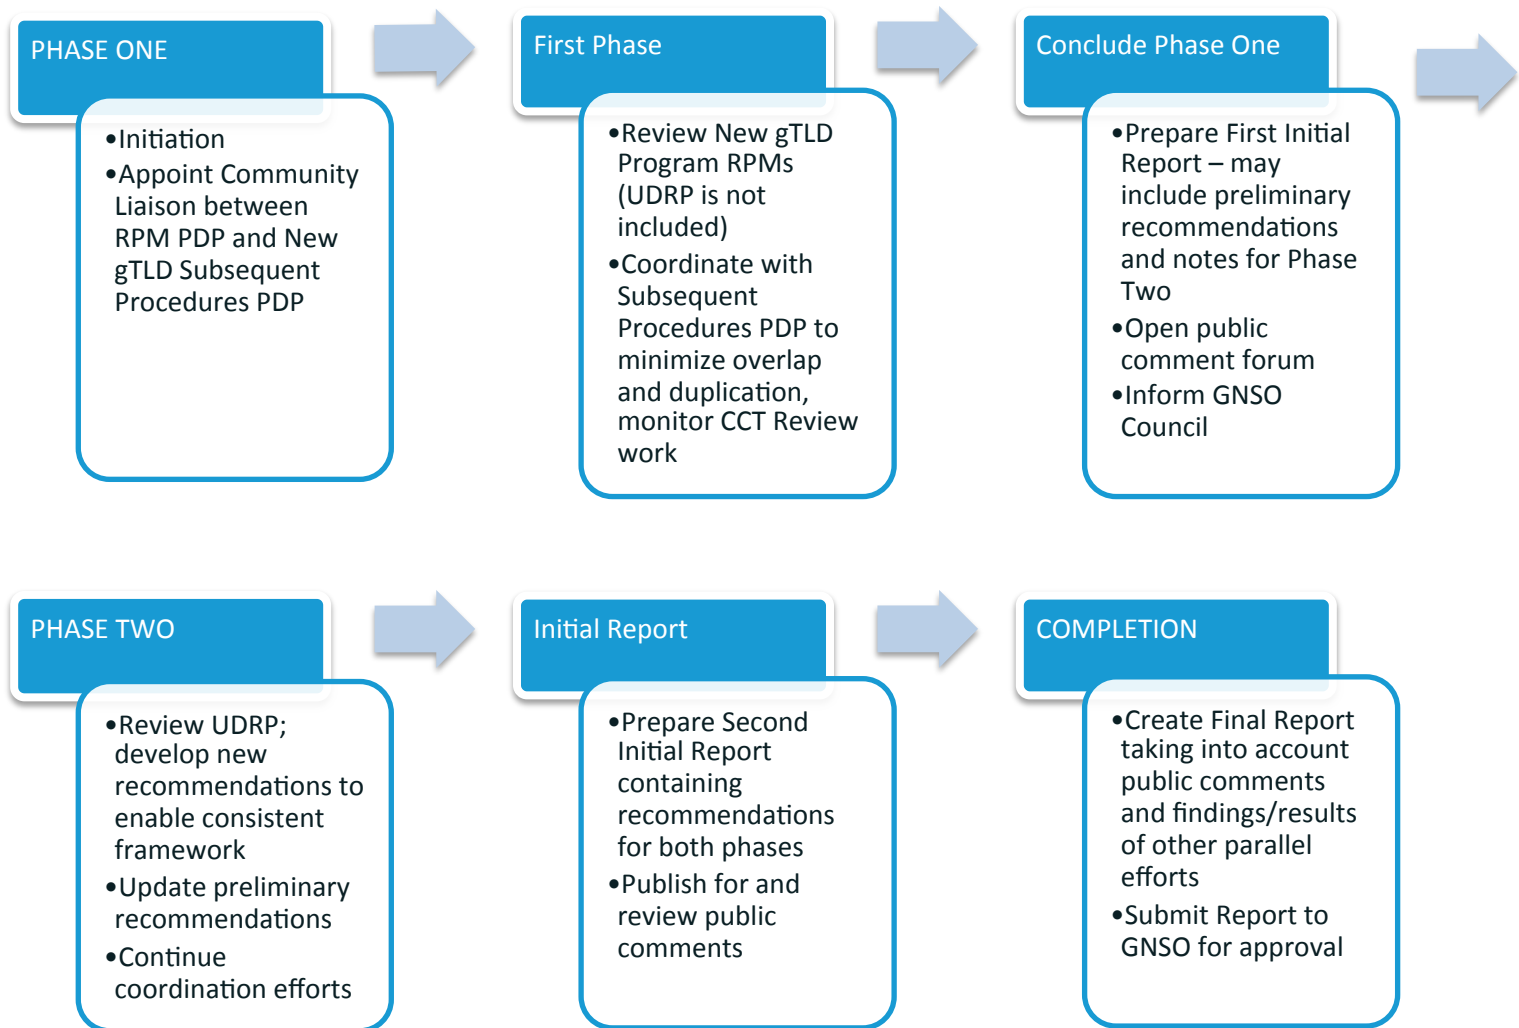 PHASE ONE
•Initiation
•Appoint Community
Liaison between
RPM PDP and New
gTLD Subsequent
Procedures PDP
First Phase
•Review New gTLD
Program RPMs
(UDRP is not
included)
•Coordinate with
Subsequent
Procedures PDP to
minimize overlap
and duplication,
monitor CCT Review
work
Conclude Phase One
•Prepare First Initial
Report – may
include preliminary
recommendations
and notes for Phase
Two
•Open public
comment forum
•Inform GNSO
Council
PHASE TWO
•Review UDRP;
develop new
recommendations to
enable consistent
framework
•Update preliminary
recommendations
•Continue
coordination efforts
Initial Report
•Prepare Second
Initial Report
containing
recommendations
for both phases
•Publish for and
review public
comments
COMPLETION
•Create Final Report
taking into account
public comments
and findings/results
of other parallel
efforts
•Submit Report to
GNSO for approval